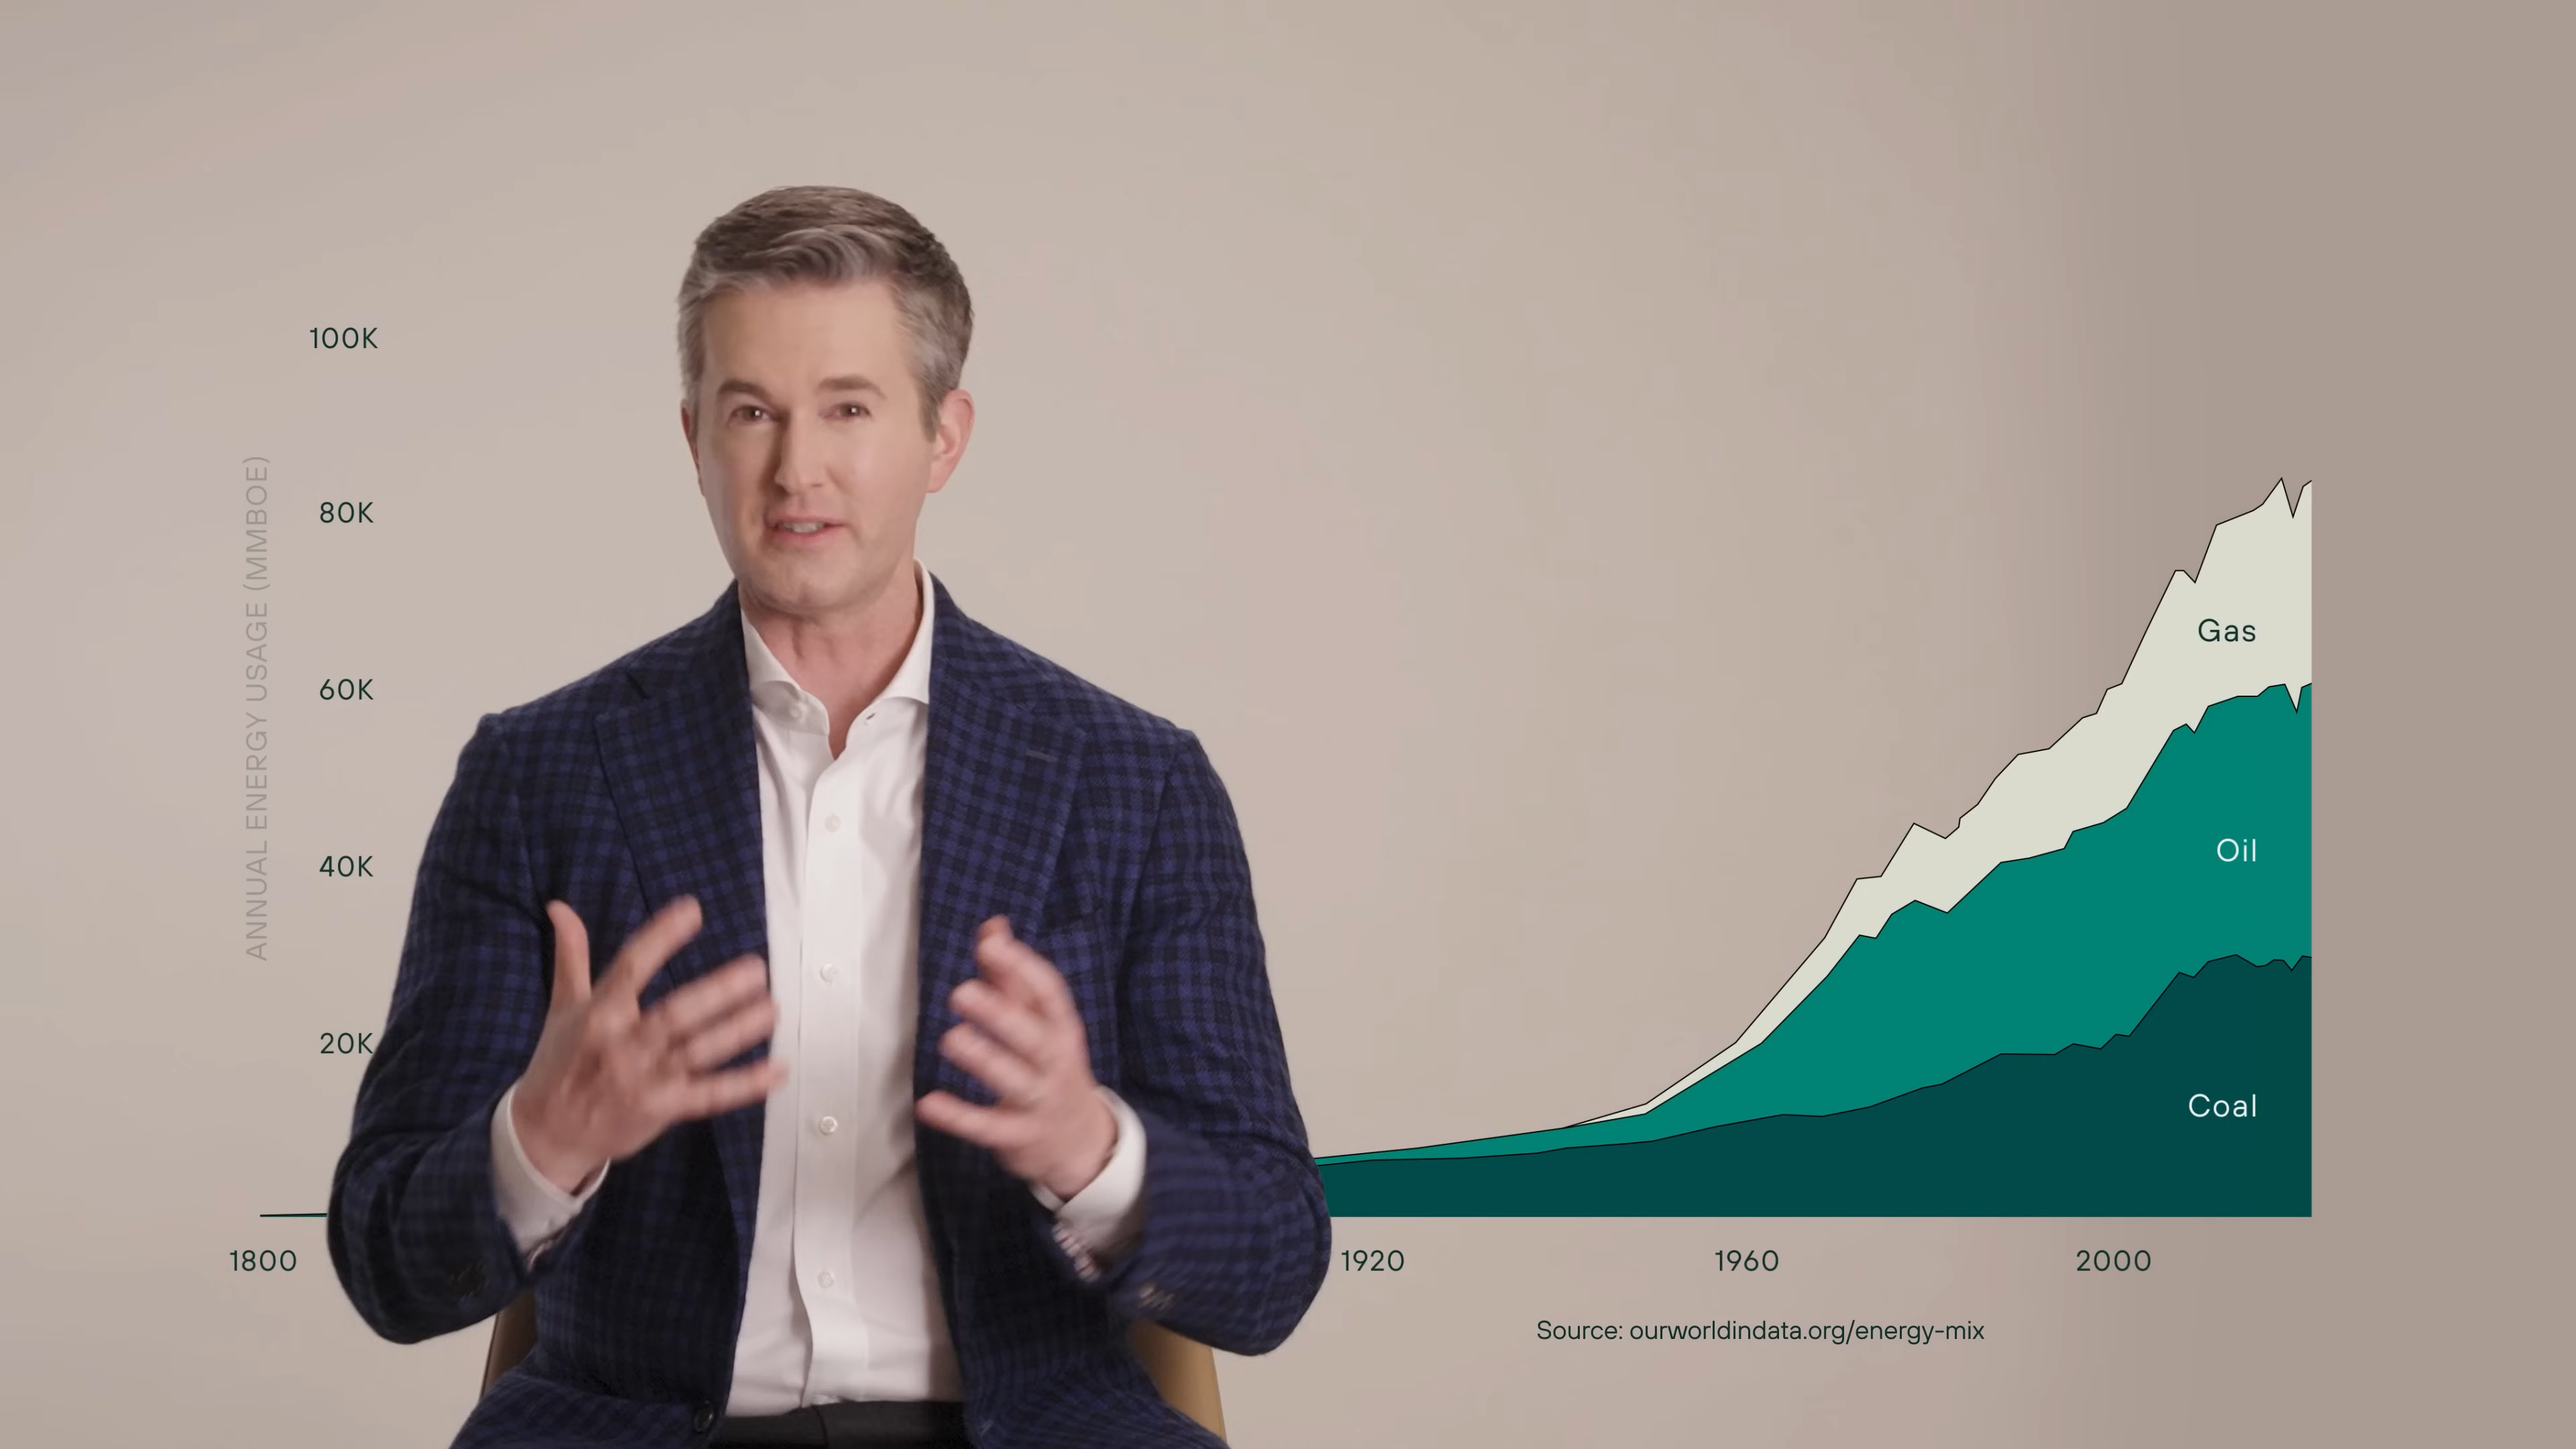 100K
80K
60K
40K
20K
ANNUAL ENERGY USAGE (MMBOE)
Gas
Oil
Coal
1800
1920
1960
2000
Source: ourworldindata.org/energy-mix